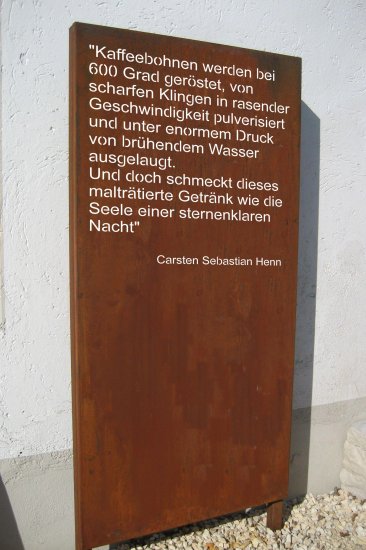 "Kaffeebohnen werden bei
600 Grad geröstet, von
scharfen Klingen in rasender
Geschwindigkeit pulverisiert
und unter enormem Druck
von brühendem Wasser
ausgelaugt.
Und doch schmeckt dieses
malträtierte Getränk wie die
Seele einer sternenklaren
Nacht"
Carsten Sebastian Henn